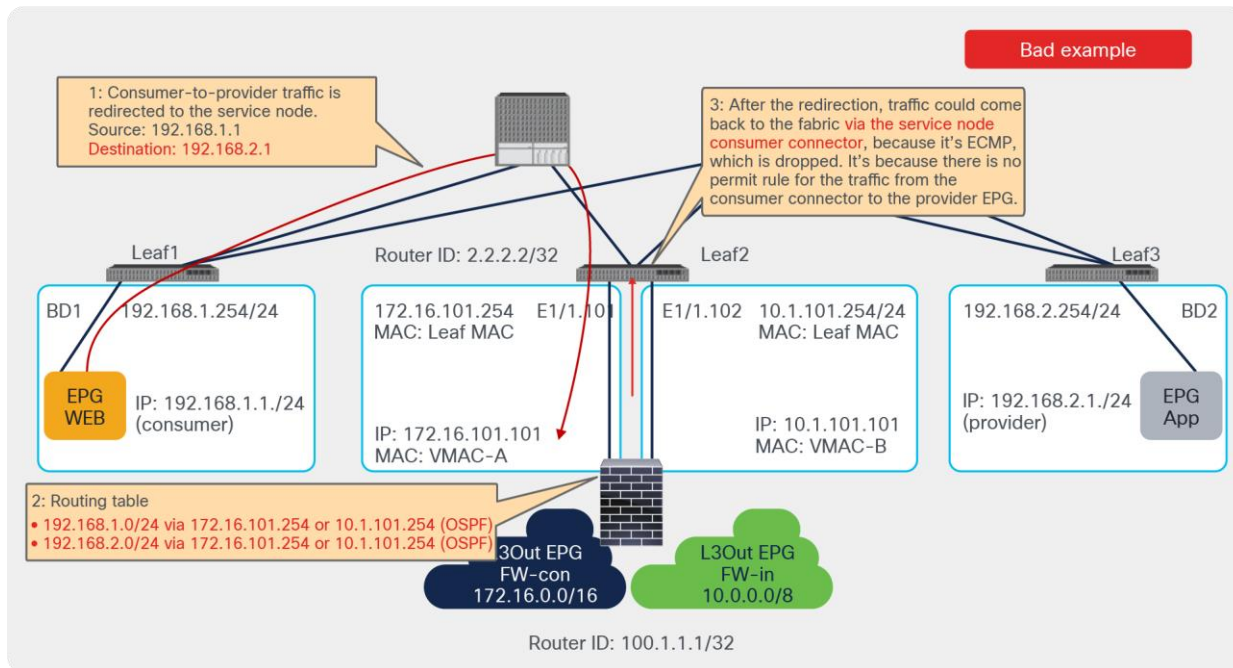 Bad example
1: Consumer-to-provider traffic is
redirected to the service node.
Source: 192.168.1.1
Destination: 192.168.2.1
3: After the redirection, traffic could come
back to the fabric via the service node
consumer connector, because it's ECMP,
which is dropped. It's because there is no
permit rule for the traffic from the
consumer connector to the provider EPG.
Leaf1
Router ID: 2.2.2.2/32
Leaf2
Leaf3
BD1
192.168.1.254/24
172.16.101.254
MAC: Leaf MAC
E1/1.101
E1/1.102
10.1.101.254/24
MAC: Leaf MAC
192.168.2.254/24
BD2
EPG
WEB
IP: 192.168.1.1./24
(consumer)
IP: 172.16.101.101
MAC: VMAC-A
IP: 10.1.101.101
MAC: VMAC-B
IP: 192.168.2.1./24
(provider)
EPG
App
2: Routing table
• 192.168.1.0/24 via 172.16.101.254 or 10.1.101.254 (OSPF)
• 192.168.2.0/24 via 172.16.101.254 or 10.1.101.254 (OSPF)
3Out EPG
FW-con
172.16.0.0/16
L3Out EPG
FW-in
10.0.0.0/8
Router ID: 100.1.1.1/32